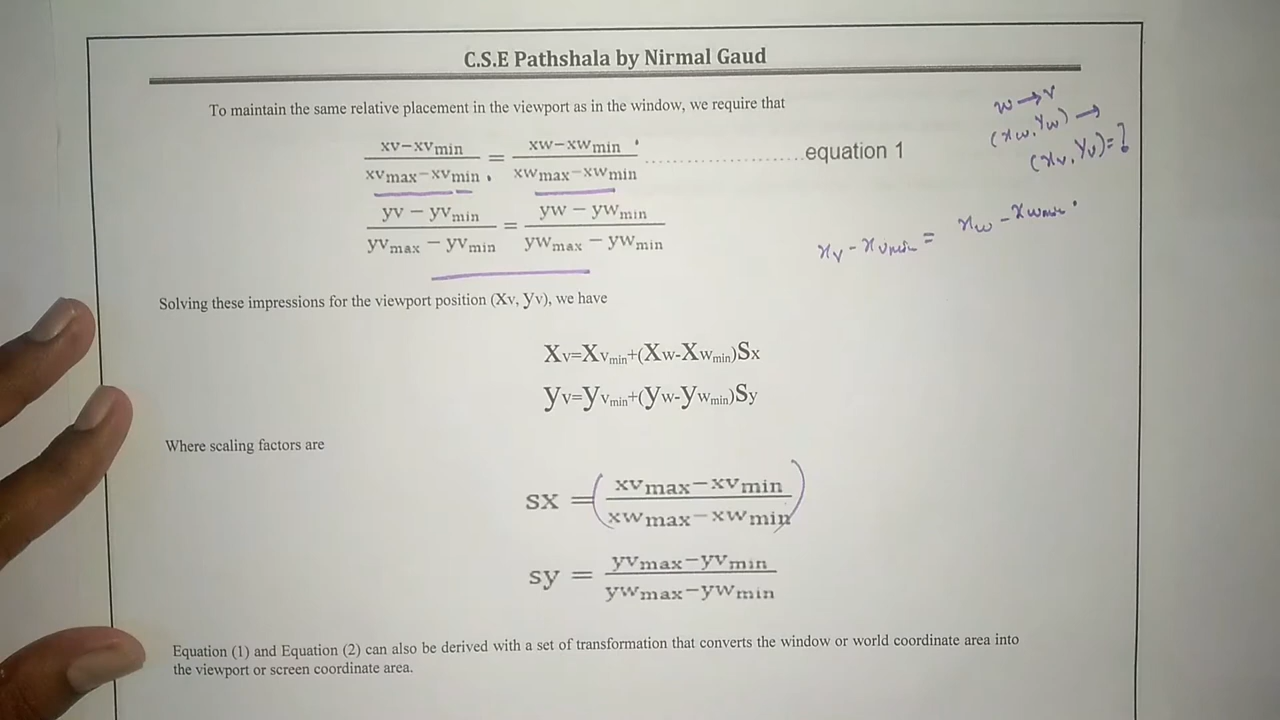 C.S.E Pathshala by Nirmal Gaud
To maintain the same relative placement in the viewport as in the window, we require that
xv−xvmin / xvmax−xvmin = xw−xwmin / xwmax−xwmin ........................equation 1
yv − yvmin / yvmax − yvmin = yw − ywmin / ywmax − ywmin
w → v
(xw, yw) →
(xv, yv) = ?
xv − xvmin = xw − xwmin
Solving these impressions for the viewport position (Xv, yv), we have
Xv=Xvmin+(Xw-Xwmin)Sx
yv=yvmin+(yw-ywmin)Sy
Where scaling factors are
sx = (xvmax−xvmin / xwmax−xwmin)
sy = yvmax−yvmin / ywmax−ywmin
Equation (1) and Equation (2) can also be derived with a set of transformation that converts the window or world coordinate area into
the viewport or screen coordinate area.